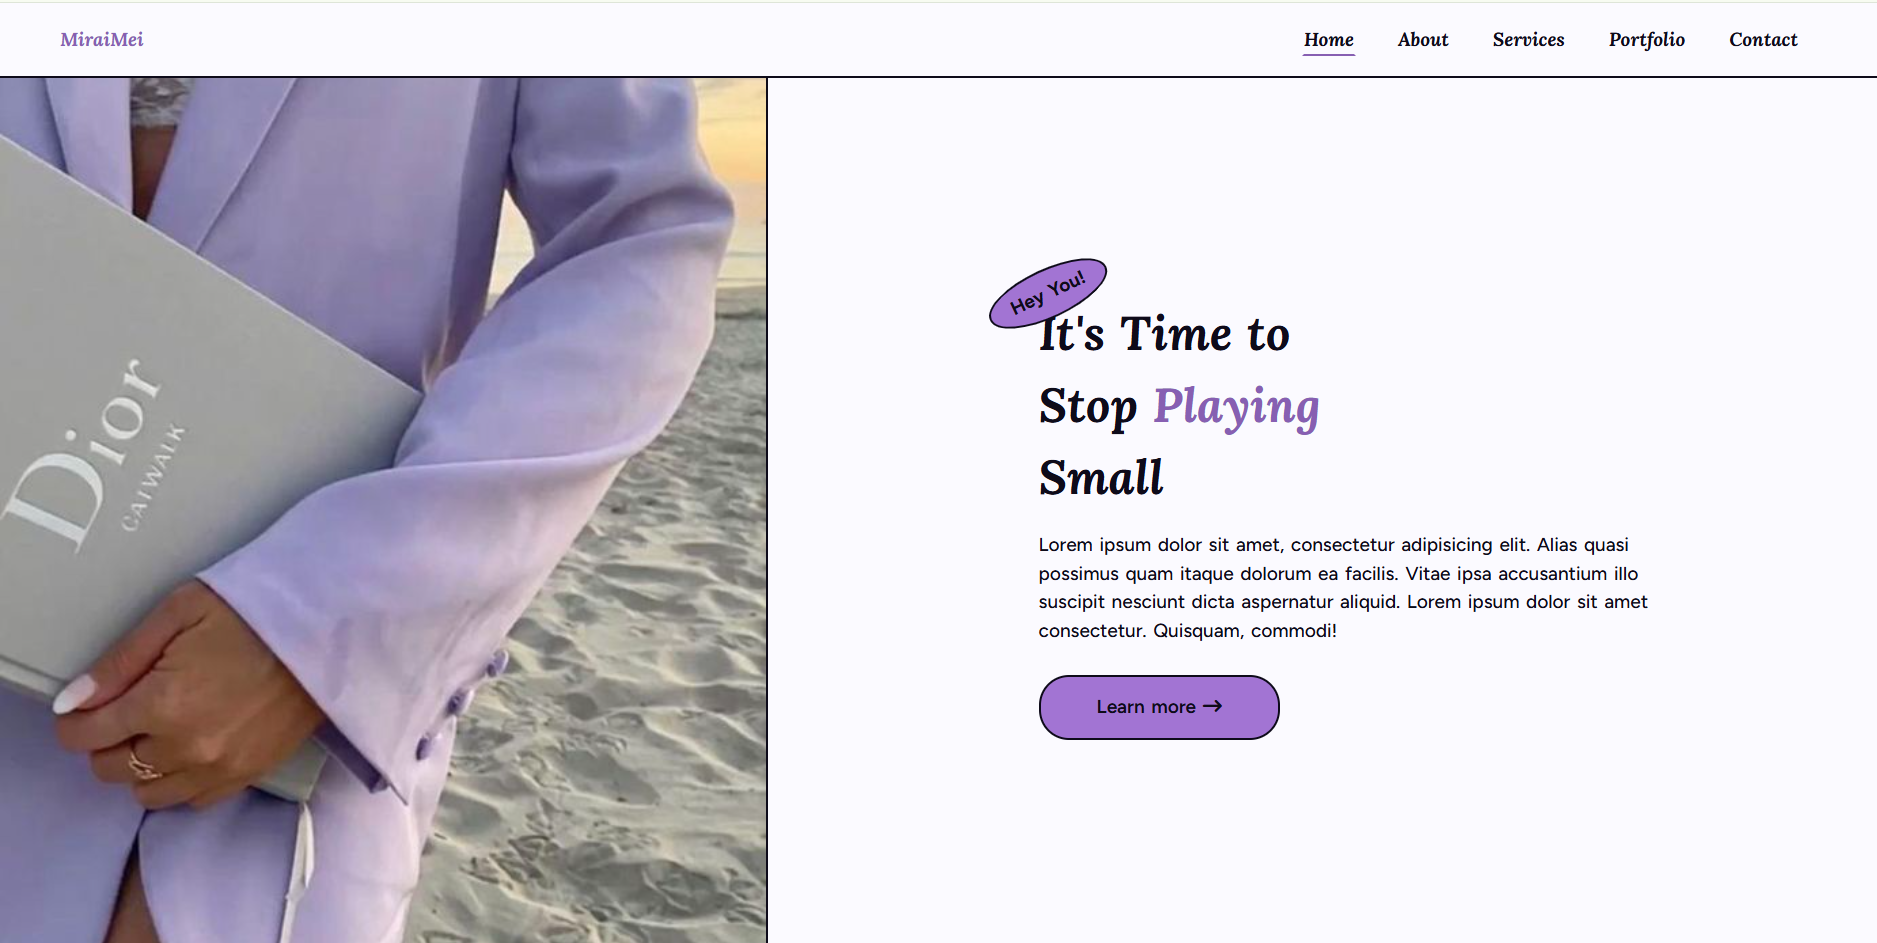 MiraiMei
Home
About
Services
Portfolio
Contact
Dior
CATWALK
Hey You!
It's Time to
Stop Playing
Small
Lorem ipsum dolor sit amet, consectetur adipisicing elit. Alias quasi
possimus quam itaque dolorum ea facilis. Vitae ipsa accusantium illo
suscipit nesciunt dicta aspernatur aliquid. Lorem ipsum dolor sit amet
consectetur. Quisquam, commodi!
Learn more →